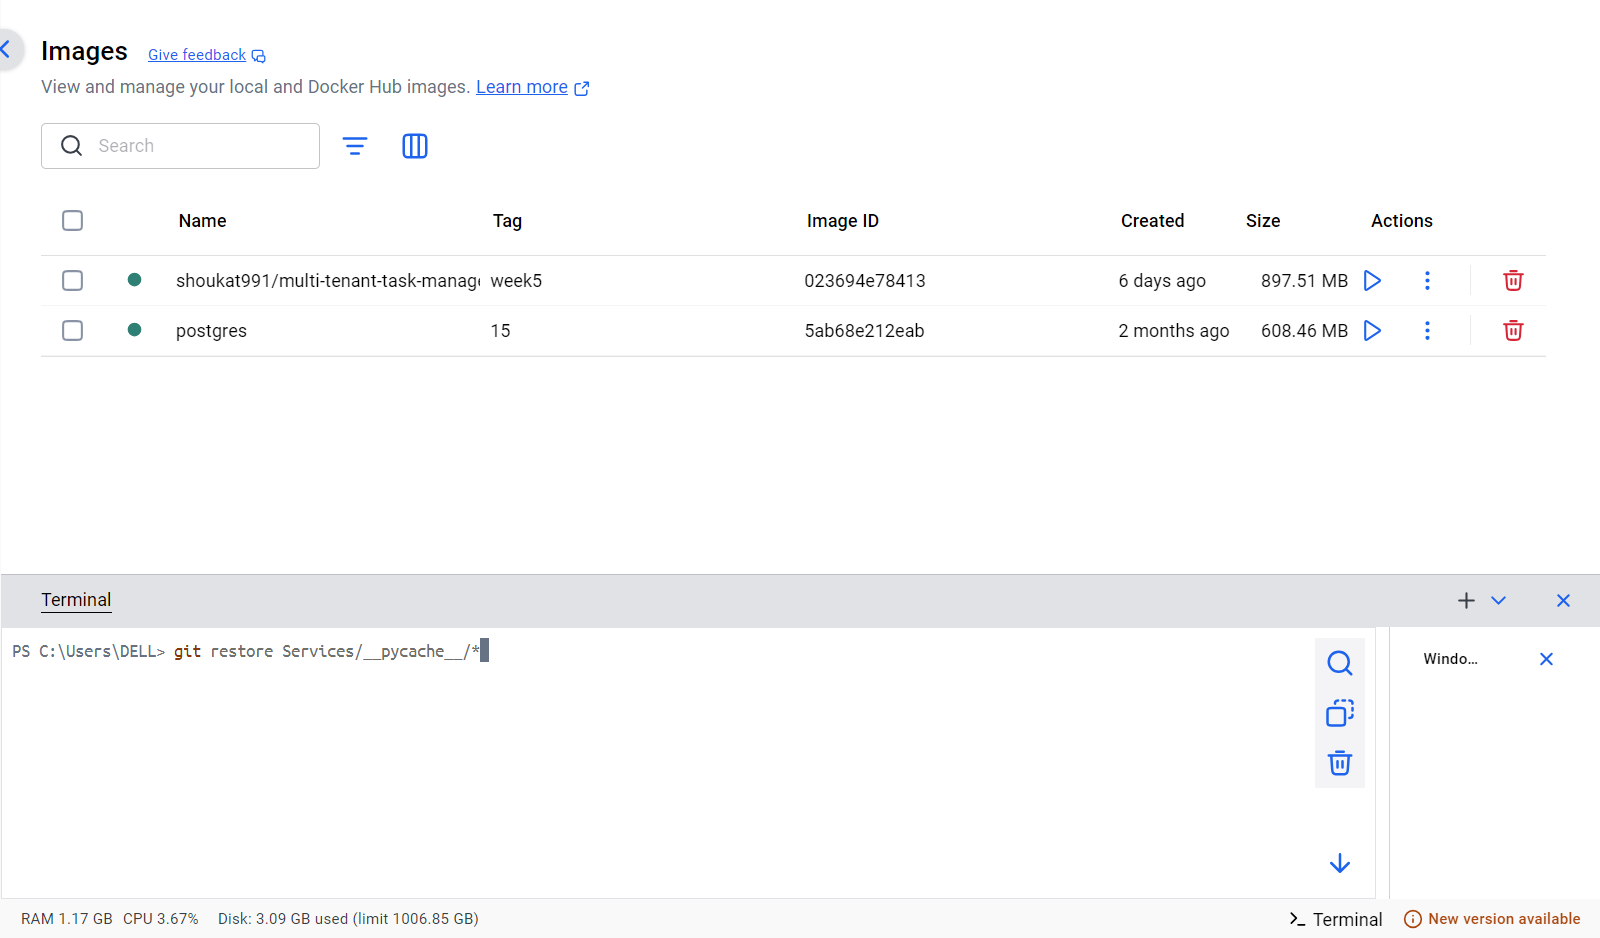 Images Give feedback
View and manage your local and Docker Hub images. Learn more
Search
Name Tag Image ID Created Size Actions
shoukat991/multi-tenant-task-manage week5 023694e78413 6 days ago 897.51 MB
postgres 15 5ab68e212eab 2 months ago 608.46 MB
Terminal
PS C:\Users\DELL> git restore Services/__pycache__/*
Windo...
RAM 1.17 GB CPU 3.67% Disk: 3.09 GB used (limit 1006.85 GB) Terminal New version available